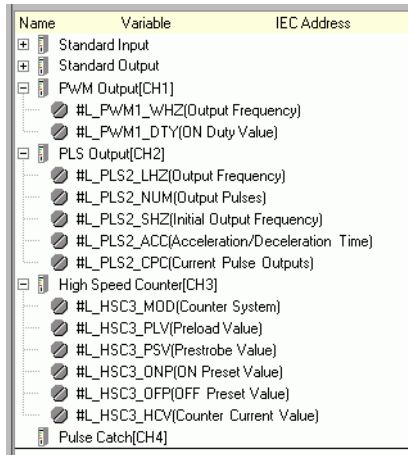 Name Variable IEC Address
Standard Input
Standard Output
PWM Output[CH1]
#L_PWM1_WHZ(Output Frequency)
#L_PWM1_DTY(ON Duty Value)
PLS Output[CH2]
#L_PLS2_LHZ(Output Frequency)
#L_PLS2_NUM(Output Pulses)
#L_PLS2_SHZ(Initial Output Frequency)
#L_PLS2_ACC(Acceleration/Deceleration Time)
#L_PLS2_CPC(Current Pulse Outputs)
High Speed Counter[CH3]
#L_HSC3_MOD(Counter System)
#L_HSC3_PLV(Preload Value)
#L_HSC3_PSV(Prestrobe Value)
#L_HSC3_ONP(ON Preset Value)
#L_HSC3_OFP(OFF Preset Value)
#L_HSC3_HCV(Counter Current Value)
Pulse Catch[CH4]